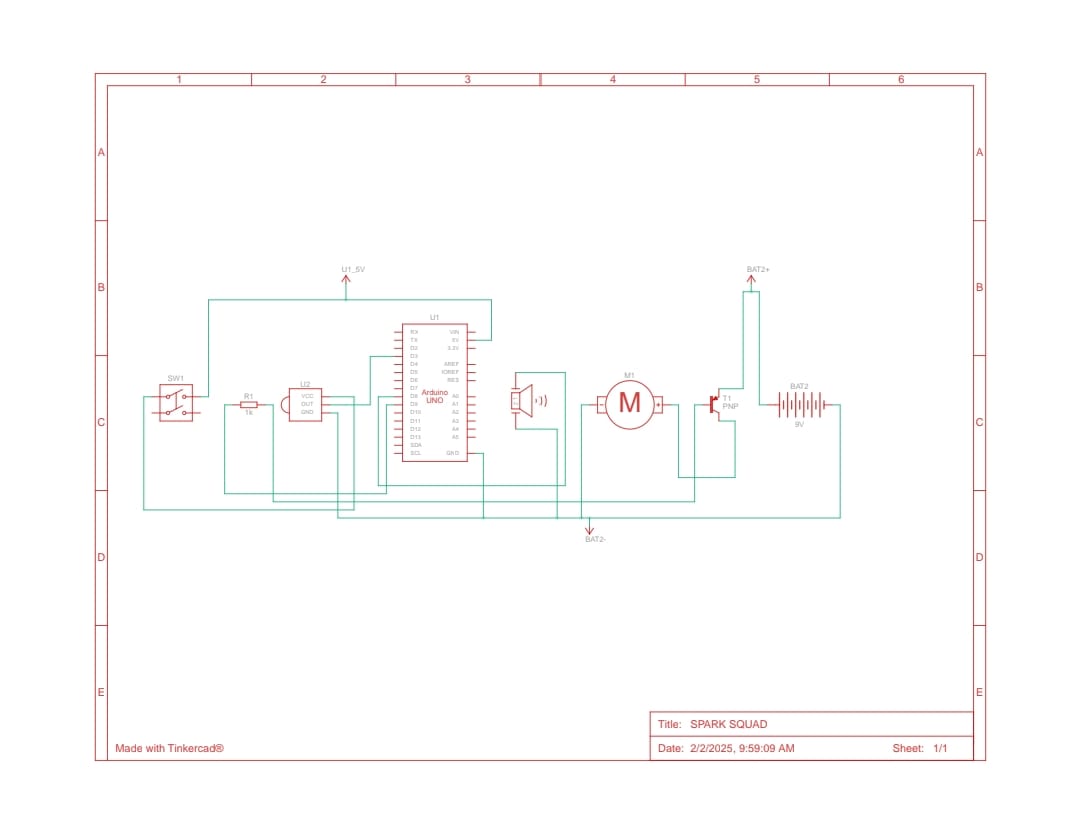 1 2 3 4 5 6
A A
U1_5V BAT2+
B B
U1
RX VIN
TX 5V
D2 3.3V
D3
D4 AREF
D5 IOREF
D6 RES
D7
D8 A0
D9 A1
D10 A2
D11 A3
D12 A4
D13 A5
SDA
SCL GND
Arduino
UNO
SW1
R1
1k
U2
VCC
OUT
GND
M1
M
- +
T1
PNP
BAT2
9V
C C
BAT2-
D D
E E
Title: SPARK SQUAD
Made with Tinkercad® Date: 2/2/2025, 9:59:09 AM Sheet: 1/1